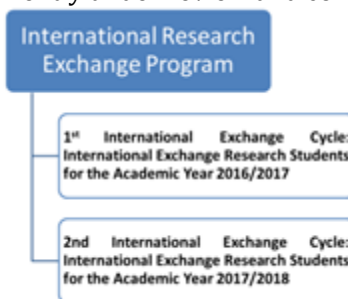 International Research
Exchange Program
1st International Exchange Cycle:
International Exchange Research Students
for the Academic Year 2016/2017
2nd International Exchange Cycle:
International Exchange Research Students
for the Academic Year 2017/2018